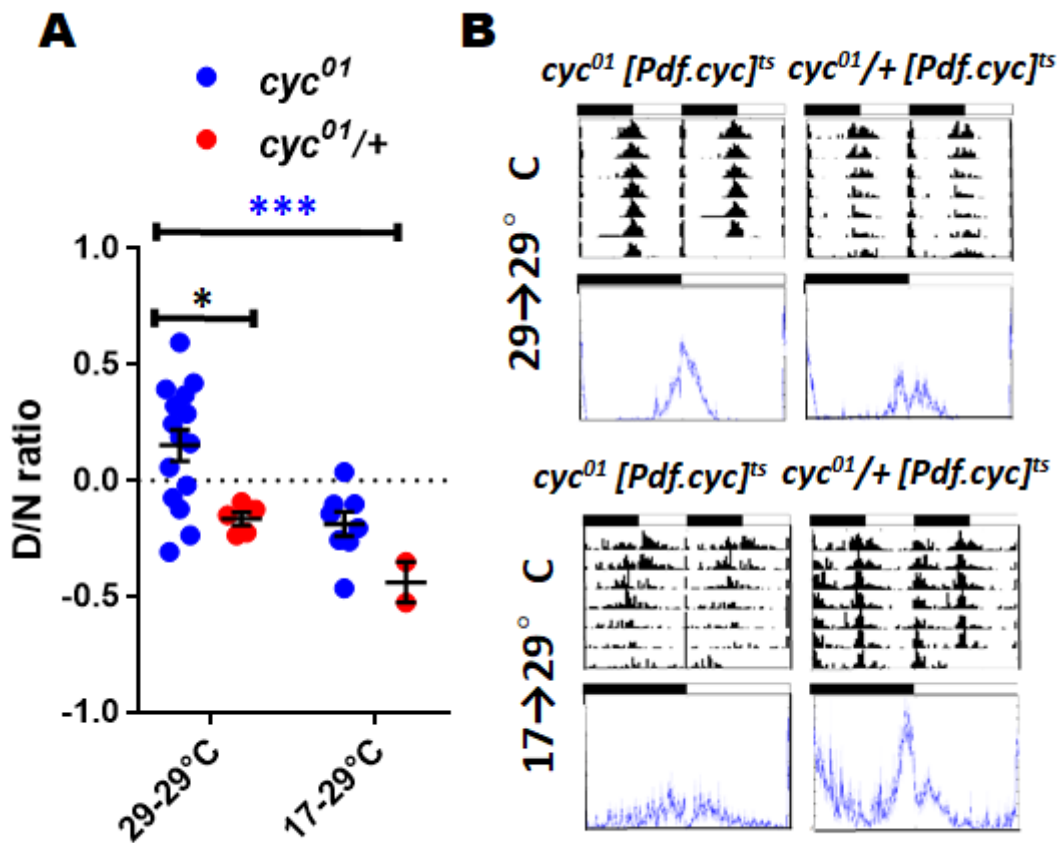 A
B
cyc⁰¹
cyc⁰¹/+
***
*
1.0
0.5
0.0
-0.5
-1.0
D/N ratio
29-29°C
17-29°C
cyc⁰¹ [Pdf.cyc]ᵗˢ cyc⁰¹/+ [Pdf.cyc]ᵗˢ
29→29° C
cyc⁰¹ [Pdf.cyc]ᵗˢ cyc⁰¹/+ [Pdf.cyc]ᵗˢ
17→29° C